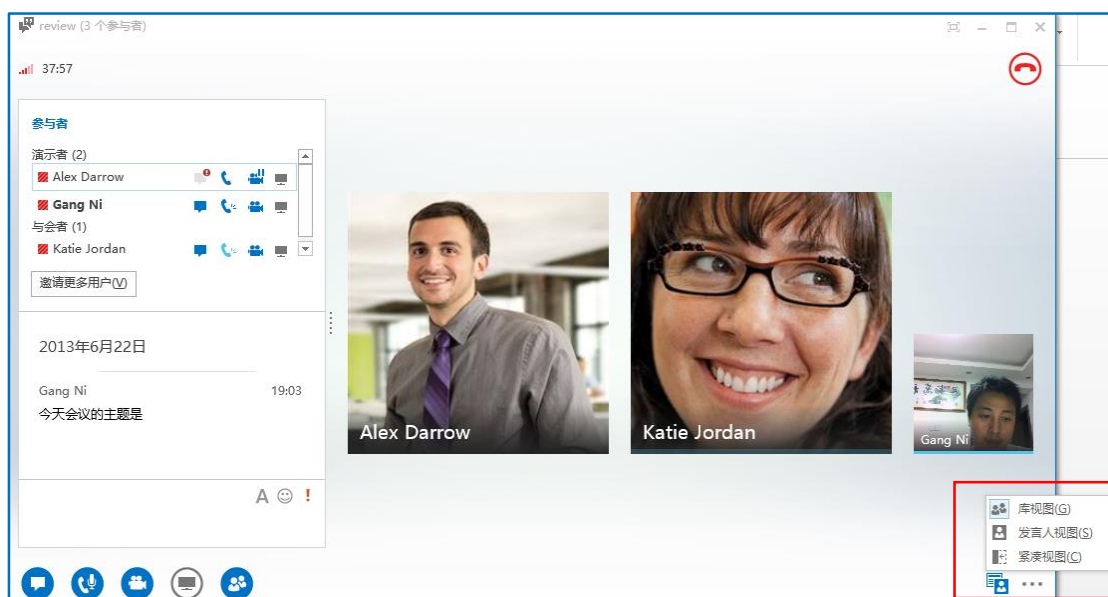 review (3 个参与者)
37:57
参与者
演示者 (2)
Alex Darrow
Gang Ni
与会者 (1)
Katie Jordan
邀请更多用户(V)
2013年6月22日
Gang Ni 19:03
今天会议的主题是
A ☺ !
Alex Darrow
Katie Jordan
Gang Ni
库视图(G)
发言人视图(S)
紧凑视图(C)